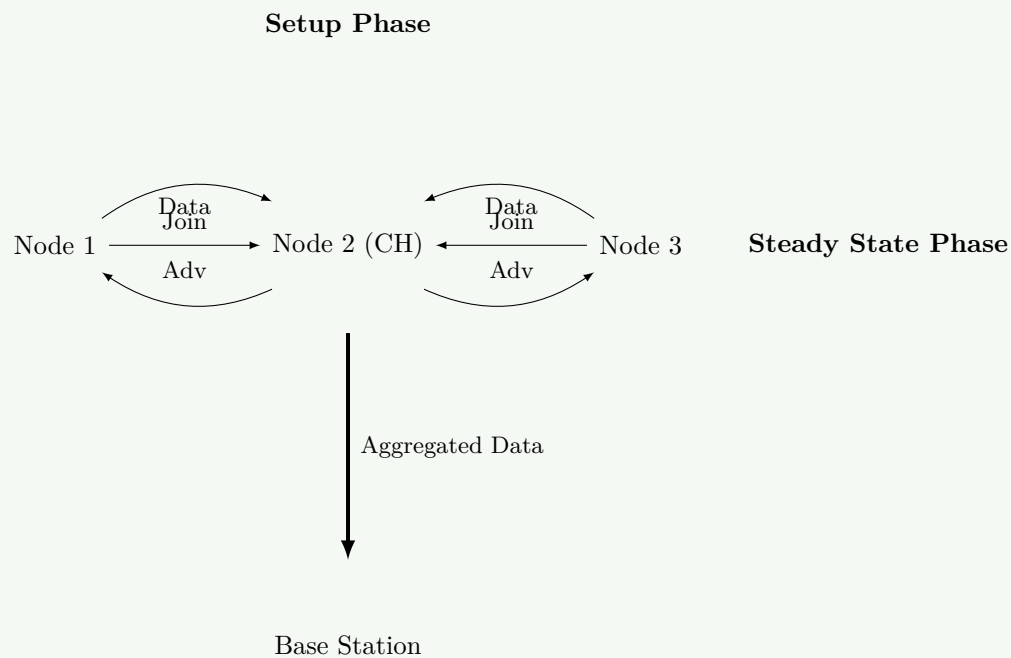 Setup Phase
Data
Data
Join
Join
Node 1
Node 2 (CH)
Node 3
Steady State Phase
Adv
Adv
Aggregated Data
Base Station